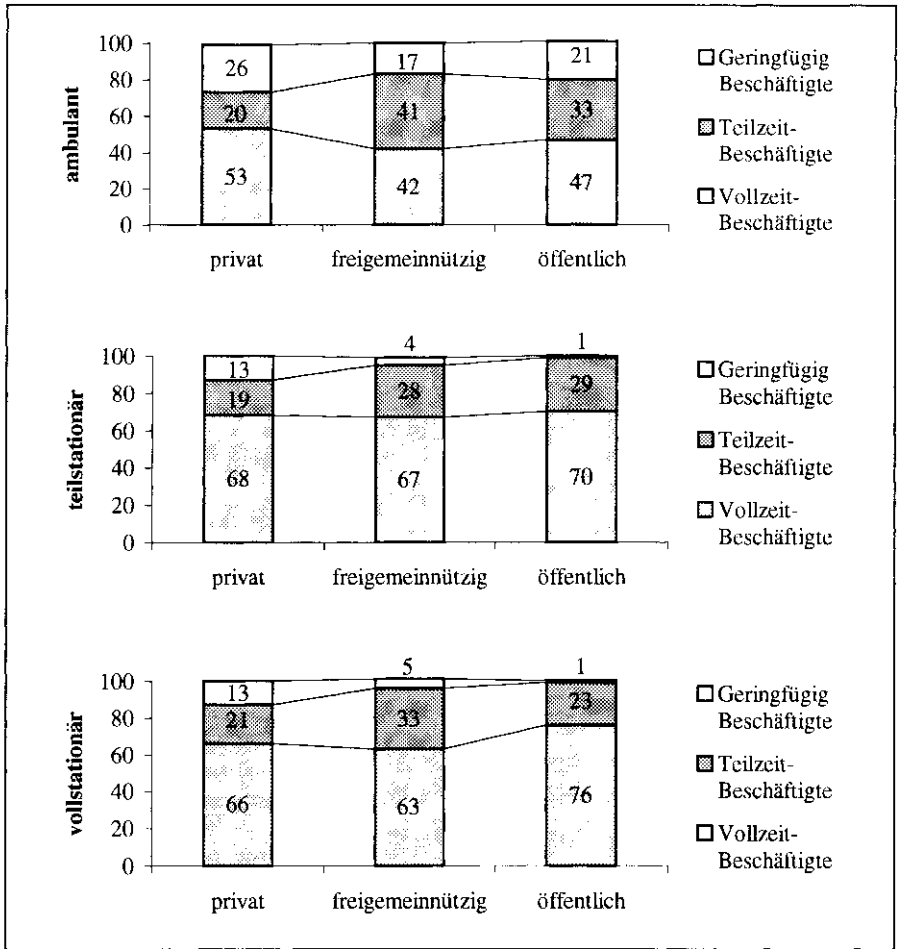 ambulant
100
80
60
40
20
0
26 17 21
20 41 33
53 42 47
privat freigemeinnützig öffentlich
Geringfügig
Beschäftigte
Teilzeit-
Beschäftigte
Vollzeit-
Beschäftigte
teilstationär
100
80
60
40
20
0
13 4 1
19 28 29
68 67 70
privat freigemeinnützig öffentlich
Geringfügig
Beschäftigte
Teilzeit-
Beschäftigte
Vollzeit-
Beschäftigte
vollstationär
100
80
60
40
20
0
13 5 1
21 33 23
66 63 76
privat freigemeinnützig öffentlich
Geringfügig
Beschäftigte
Teilzeit-
Beschäftigte
Vollzeit-
Beschäftigte